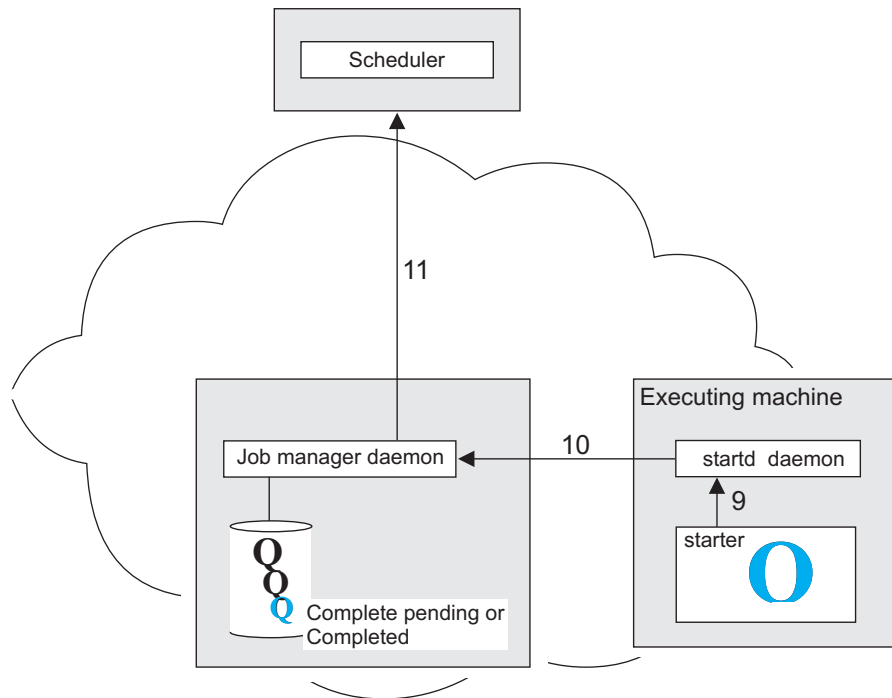 Scheduler
11
Executing machine
Job manager daemon
10
startd daemon
9
starter
O
Q
Q
Q
Complete pending or
Completed